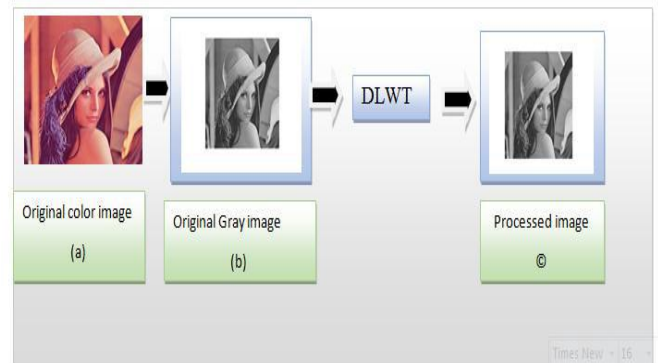 DLWT
Original color image
(a)
Original Gray image
(b)
Processed image
©
Times New 16